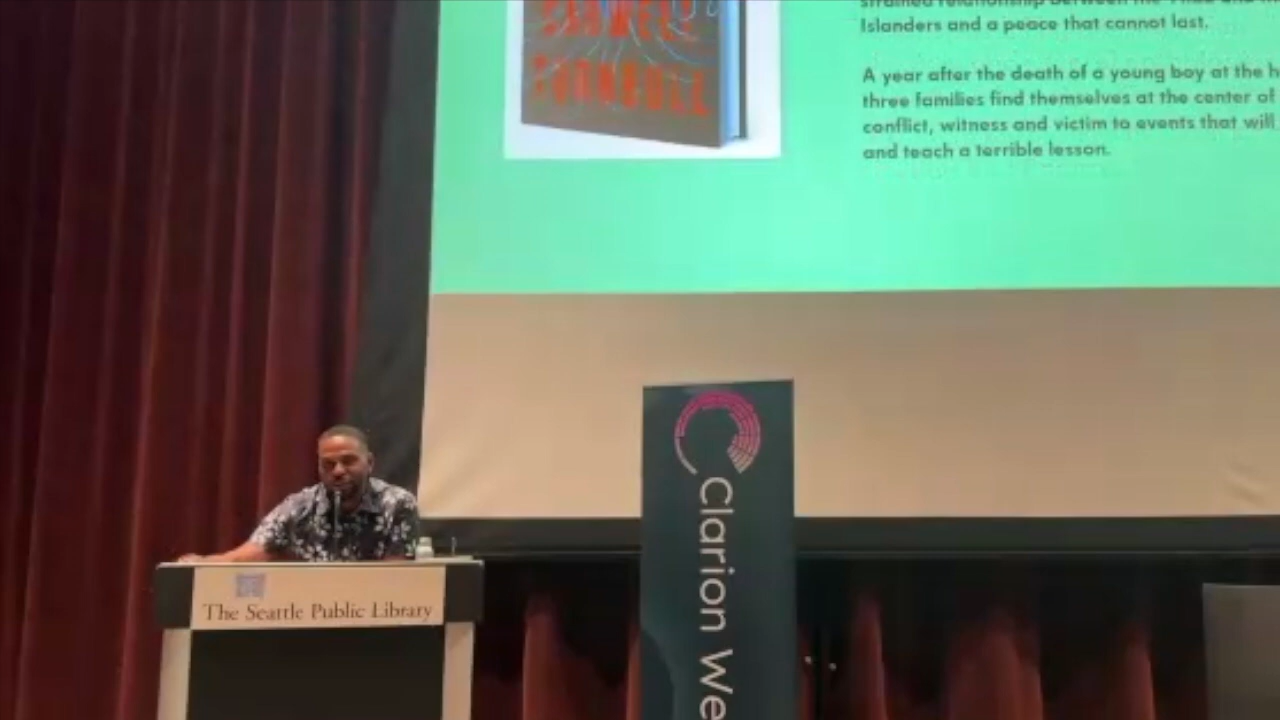 TURNBULL
Islanders and a peace that cannot last.
A year after the death of a young boy at the h
three families find themselves at the center of
conflict, witness and victim to events that will
and teach a terrible lesson.
Clarion We
The Seattle Public Library